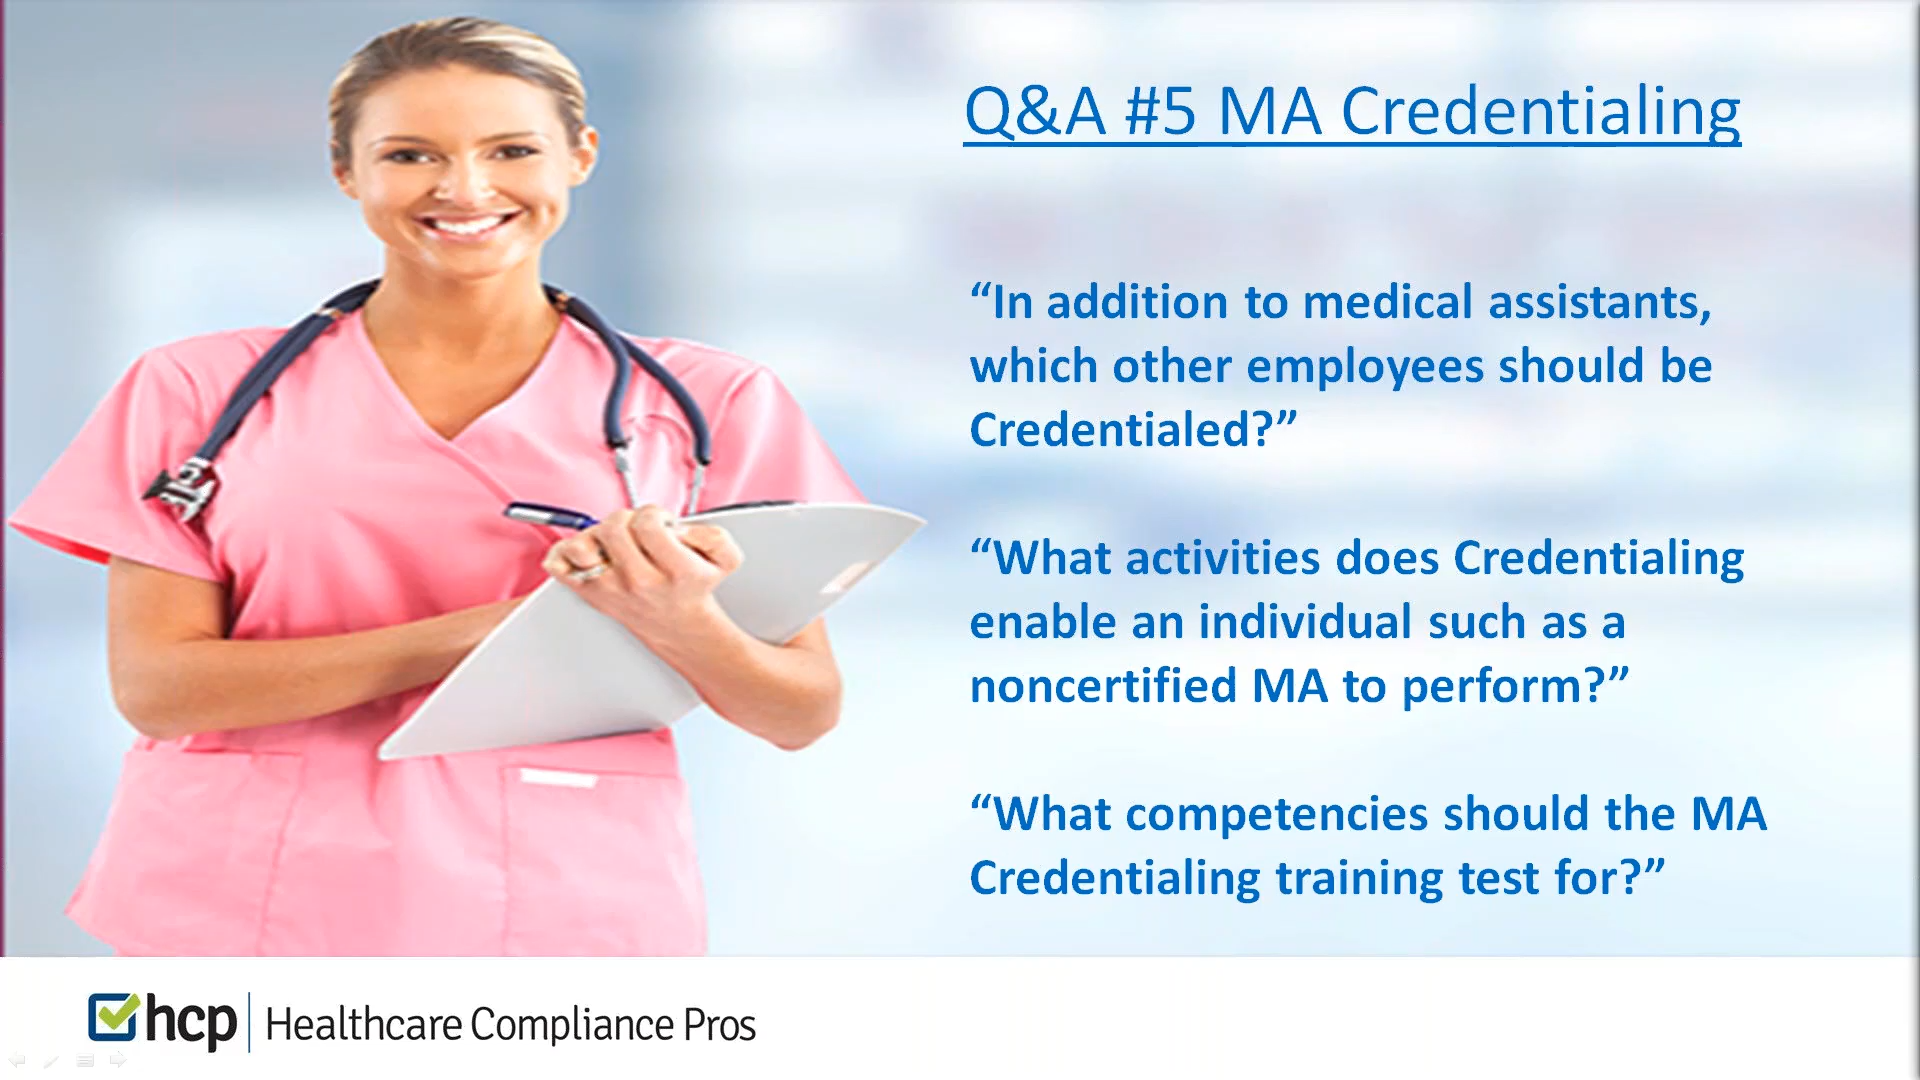 Q&A #5 MA Credentialing
“In addition to medical assistants,
which other employees should be
Credentialed?”
“What activities does Credentialing
enable an individual such as a
noncertified MA to perform?”
“What competencies should the MA
Credentialing training test for?”
hcp | Healthcare Compliance Pros